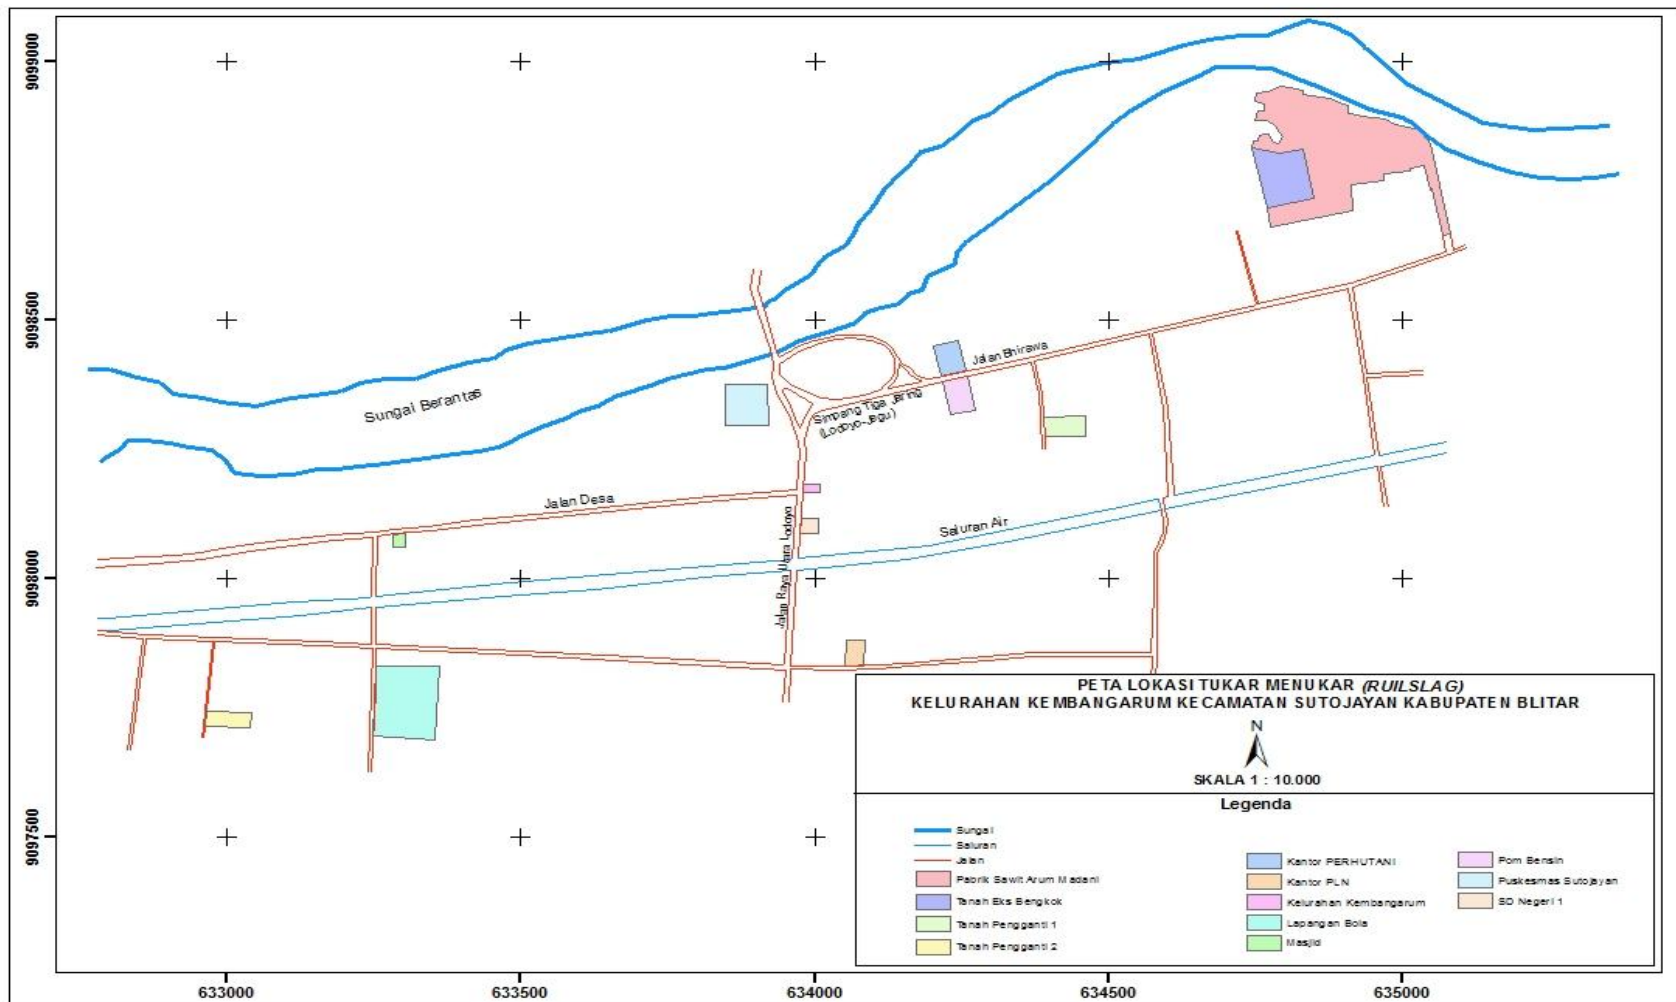 9099000
9098500
9098000
9097500
Sungai Berantas
Jalan Bhirawa
Simpang Tiga Jaring
(Lodoyo-Jegu)
Jalan Desa
Saluran Air
Jalan Raya Utara Lodoyo
PETA LOKASI TUKAR MENUKAR (RUILSLAG)
KELURAHAN KEMBANGARUM KECAMATAN SUTOJAYAN KABUPATEN BLITAR
N
SKALA 1 : 10.000
Legenda
Sungai
Saluran
Jalan
Pabrik Sawit Arum Madani
Tanah Eks Bengkok
Tanah Pengganti 1
Tanah Pengganti 2
Kantor PERHUTANI
Kantor PLN
Kelurahan Kembangarum
Lapangan Bola
Masjid
Pom Bensin
Puskesmas Sutojayan
SD Negeri 1
633000
633500
634000
634500
635000